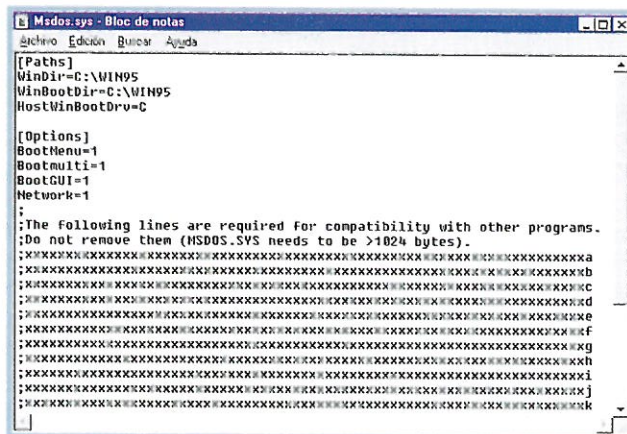 Msdos.sys - Bloc de notas
Archivo Edición Buscar Ayuda
[Paths]
WinDir=C:\WIN95
WinBootDir=C:\WIN95
HostWinBootDrv=C
[Options]
BootMenu=1
Bootmulti=1
BootGUI=1
Network=1
;
;The following lines are required for compatibility with other programs.
;Do not remove them (MSDOS.SYS needs to be >1024 bytes).
;xxxxxxxxxxxxxxxxxxxxxxxxxxxxxxxxxxxxxxxxxxxxxxxxxxxxxxxxxxxxxxxxxxxxxa
;xxxxxxxxxxxxxxxxxxxxxxxxxxxxxxxxxxxxxxxxxxxxxxxxxxxxxxxxxxxxxxxxxxxxxb
;xxxxxxxxxxxxxxxxxxxxxxxxxxxxxxxxxxxxxxxxxxxxxxxxxxxxxxxxxxxxxxxxxxxxxc
;xxxxxxxxxxxxxxxxxxxxxxxxxxxxxxxxxxxxxxxxxxxxxxxxxxxxxxxxxxxxxxxxxxxxxd
;xxxxxxxxxxxxxxxxxxxxxxxxxxxxxxxxxxxxxxxxxxxxxxxxxxxxxxxxxxxxxxxxxxxxxe
;xxxxxxxxxxxxxxxxxxxxxxxxxxxxxxxxxxxxxxxxxxxxxxxxxxxxxxxxxxxxxxxxxxxxxf
;xxxxxxxxxxxxxxxxxxxxxxxxxxxxxxxxxxxxxxxxxxxxxxxxxxxxxxxxxxxxxxxxxxxxxg
;xxxxxxxxxxxxxxxxxxxxxxxxxxxxxxxxxxxxxxxxxxxxxxxxxxxxxxxxxxxxxxxxxxxxxh
;xxxxxxxxxxxxxxxxxxxxxxxxxxxxxxxxxxxxxxxxxxxxxxxxxxxxxxxxxxxxxxxxxxxxxi
;xxxxxxxxxxxxxxxxxxxxxxxxxxxxxxxxxxxxxxxxxxxxxxxxxxxxxxxxxxxxxxxxxxxxxj
;xxxxxxxxxxxxxxxxxxxxxxxxxxxxxxxxxxxxxxxxxxxxxxxxxxxxxxxxxxxxxxxxxxxxxk